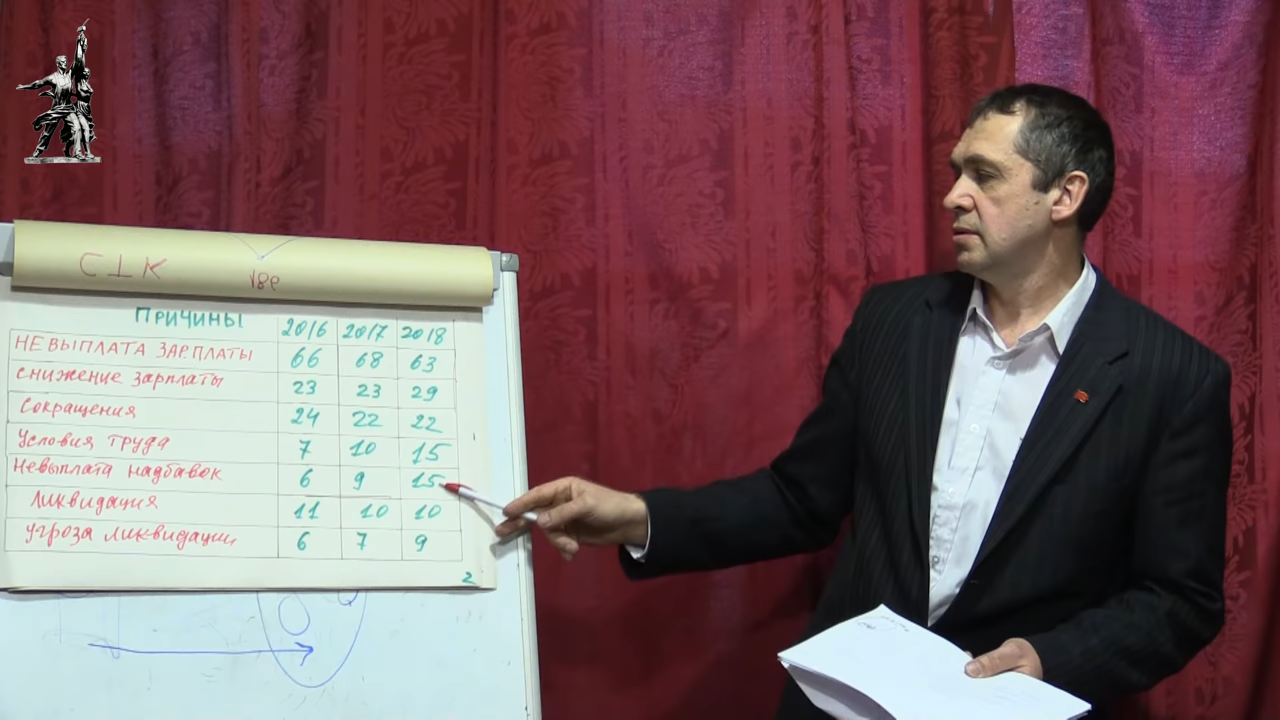 ПРИЧИНЫ 2016 2017 2018
НЕВЫПЛАТА ЗАРПЛАТЫ 66 68 63
снижение зарплаты 23 23 29
Сокращения 24 22 22
Условия труда 7 10 15
Невыплата надбавок 6 9 15
Ликвидация 11 10 10
Угроза ликвидации 6 7 9
2